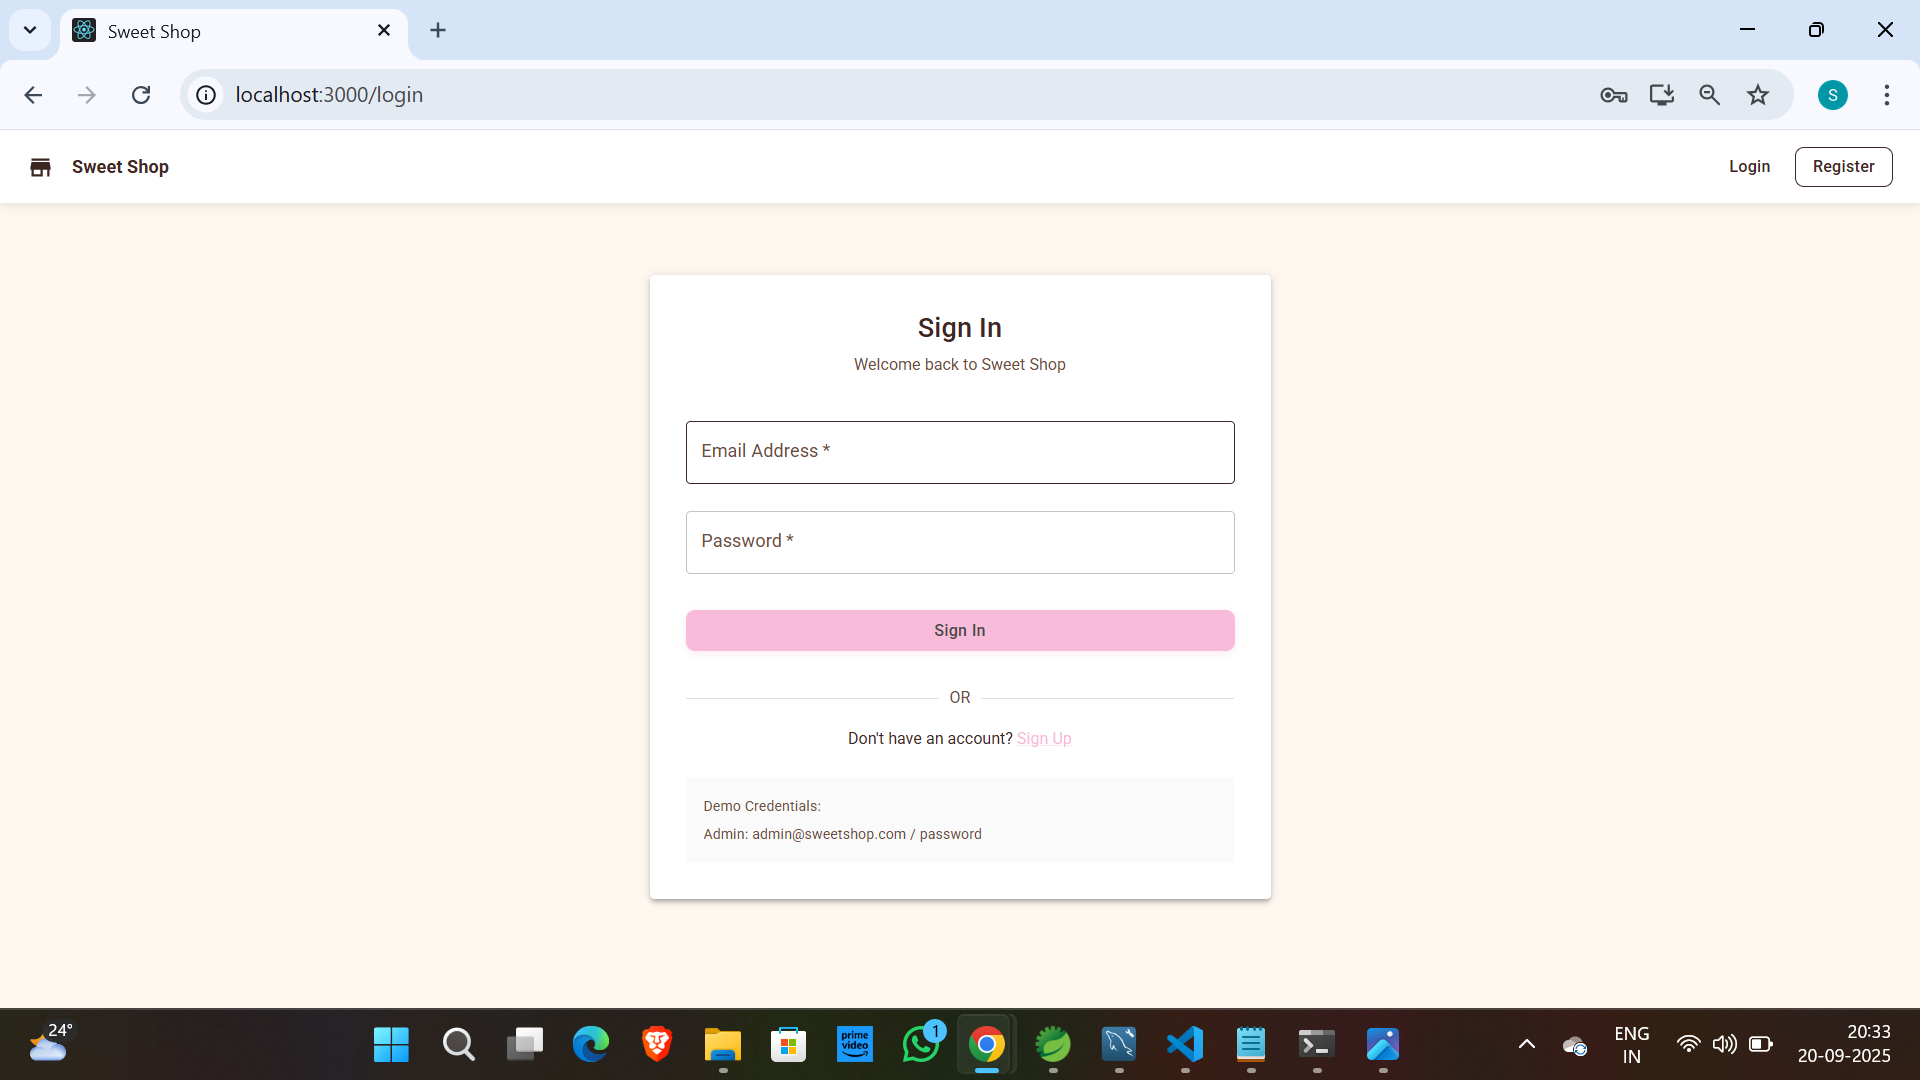 Sweet Shop
localhost:3000/login
S
Sweet Shop
Login
Register
Sign In
Welcome back to Sweet Shop
Email Address *
Password *
Sign In
OR
Don't have an account? Sign Up
Demo Credentials:
Admin: admin@sweetshop.com / password
24°
prime
video
1
ENG
IN
20:33
20-09-2025